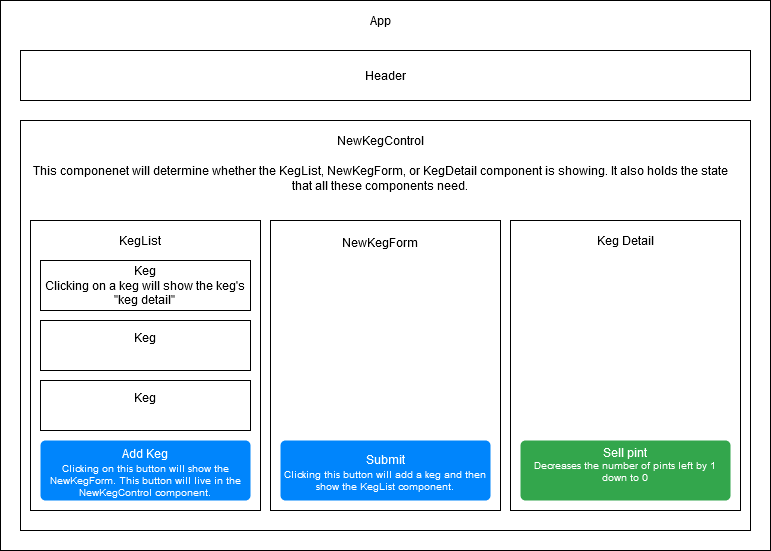 App
Header
NewKegControl
This componenet will determine whether the KegList, NewKegForm, or KegDetail component is showing. It also holds the state
that all these components need.
KegList
Keg
Clicking on a keg will show the keg's
"keg detail"
Keg
Keg
Add Keg
Clicking on this button will show the
NewKegForm. This button will live in the
NewKegControl component.
NewKegForm
Submit
Clicking this button will add a keg and then
show the KegList component.
Keg Detail
Sell pint
Decreases the number of pints left by 1
down to 0